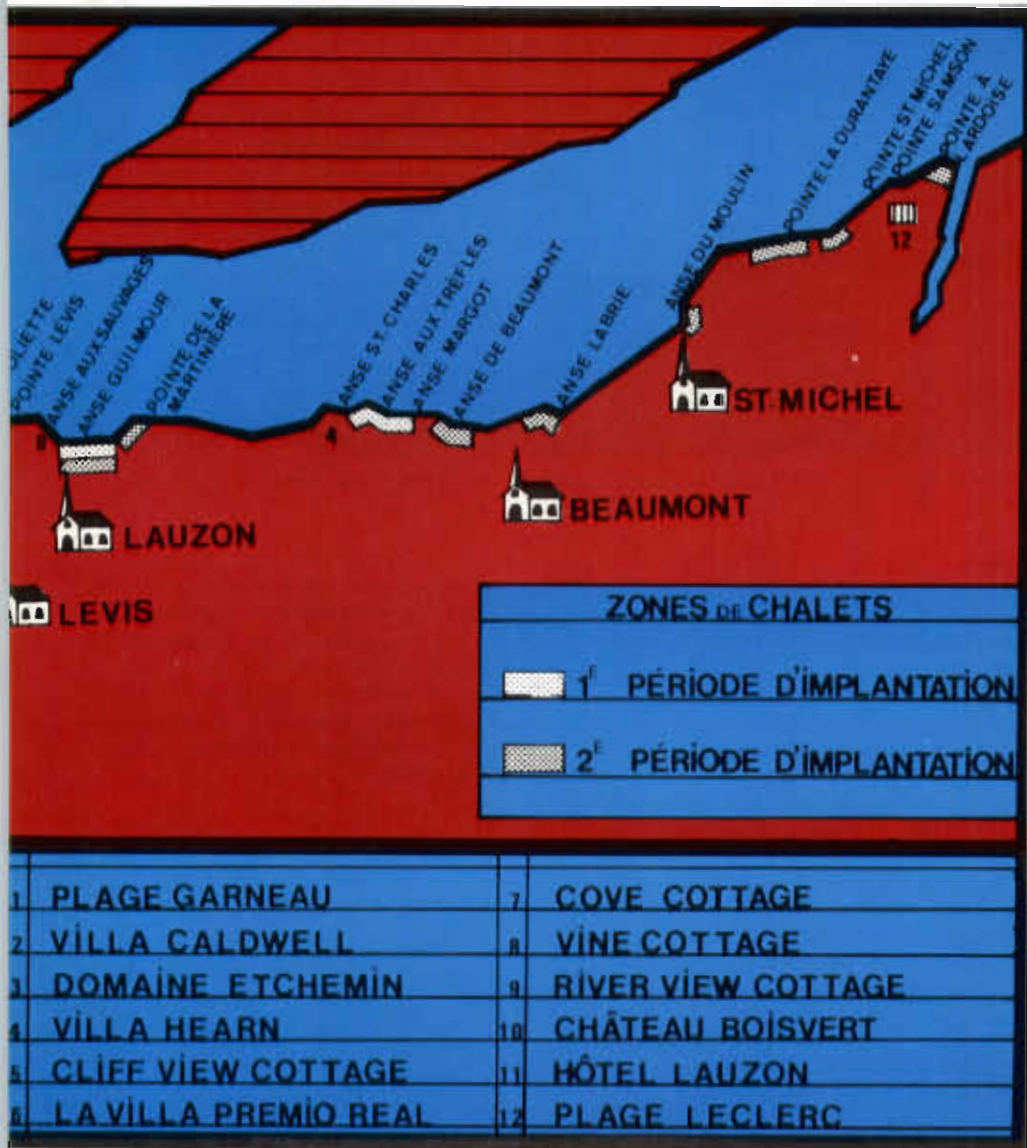 POINTE LÉVIS
ANSE AUX SAUVAGES
ANSE GUILMOUR
POINTE DE LA
MARTINIÈRE
ANSE ST-CHARLES
ANSE AUX TRÈFLES
ANSE MARGOT
ANSE DE BEAUMONT
ANSE LABRIE
ANSE DU MOULIN
POINTE LA DURANTAYE
POINTE ST MICHEL
POINTE SAMSON
POINTE À
L'ARDOISE
12
8
4
ST-MICHEL
BEAUMONT
LAUZON
LEVIS
ZONES DE CHALETS
1E PÉRIODE D'IMPLANTATION
2E PÉRIODE D'IMPLANTATION
1 PLAGE GARNEAU
2 VILLA CALDWELL
3 DOMAINE ETCHEMIN
4 VILLA HEARN
5 CLIFF VIEW COTTAGE
6 LA VILLA PREMIO REAL
7 COVE COTTAGE
8 VINE COTTAGE
9 RIVER VIEW COTTAGE
10 CHÂTEAU BOISVERT
11 HÔTEL LAUZON
12 PLAGE LECLERC